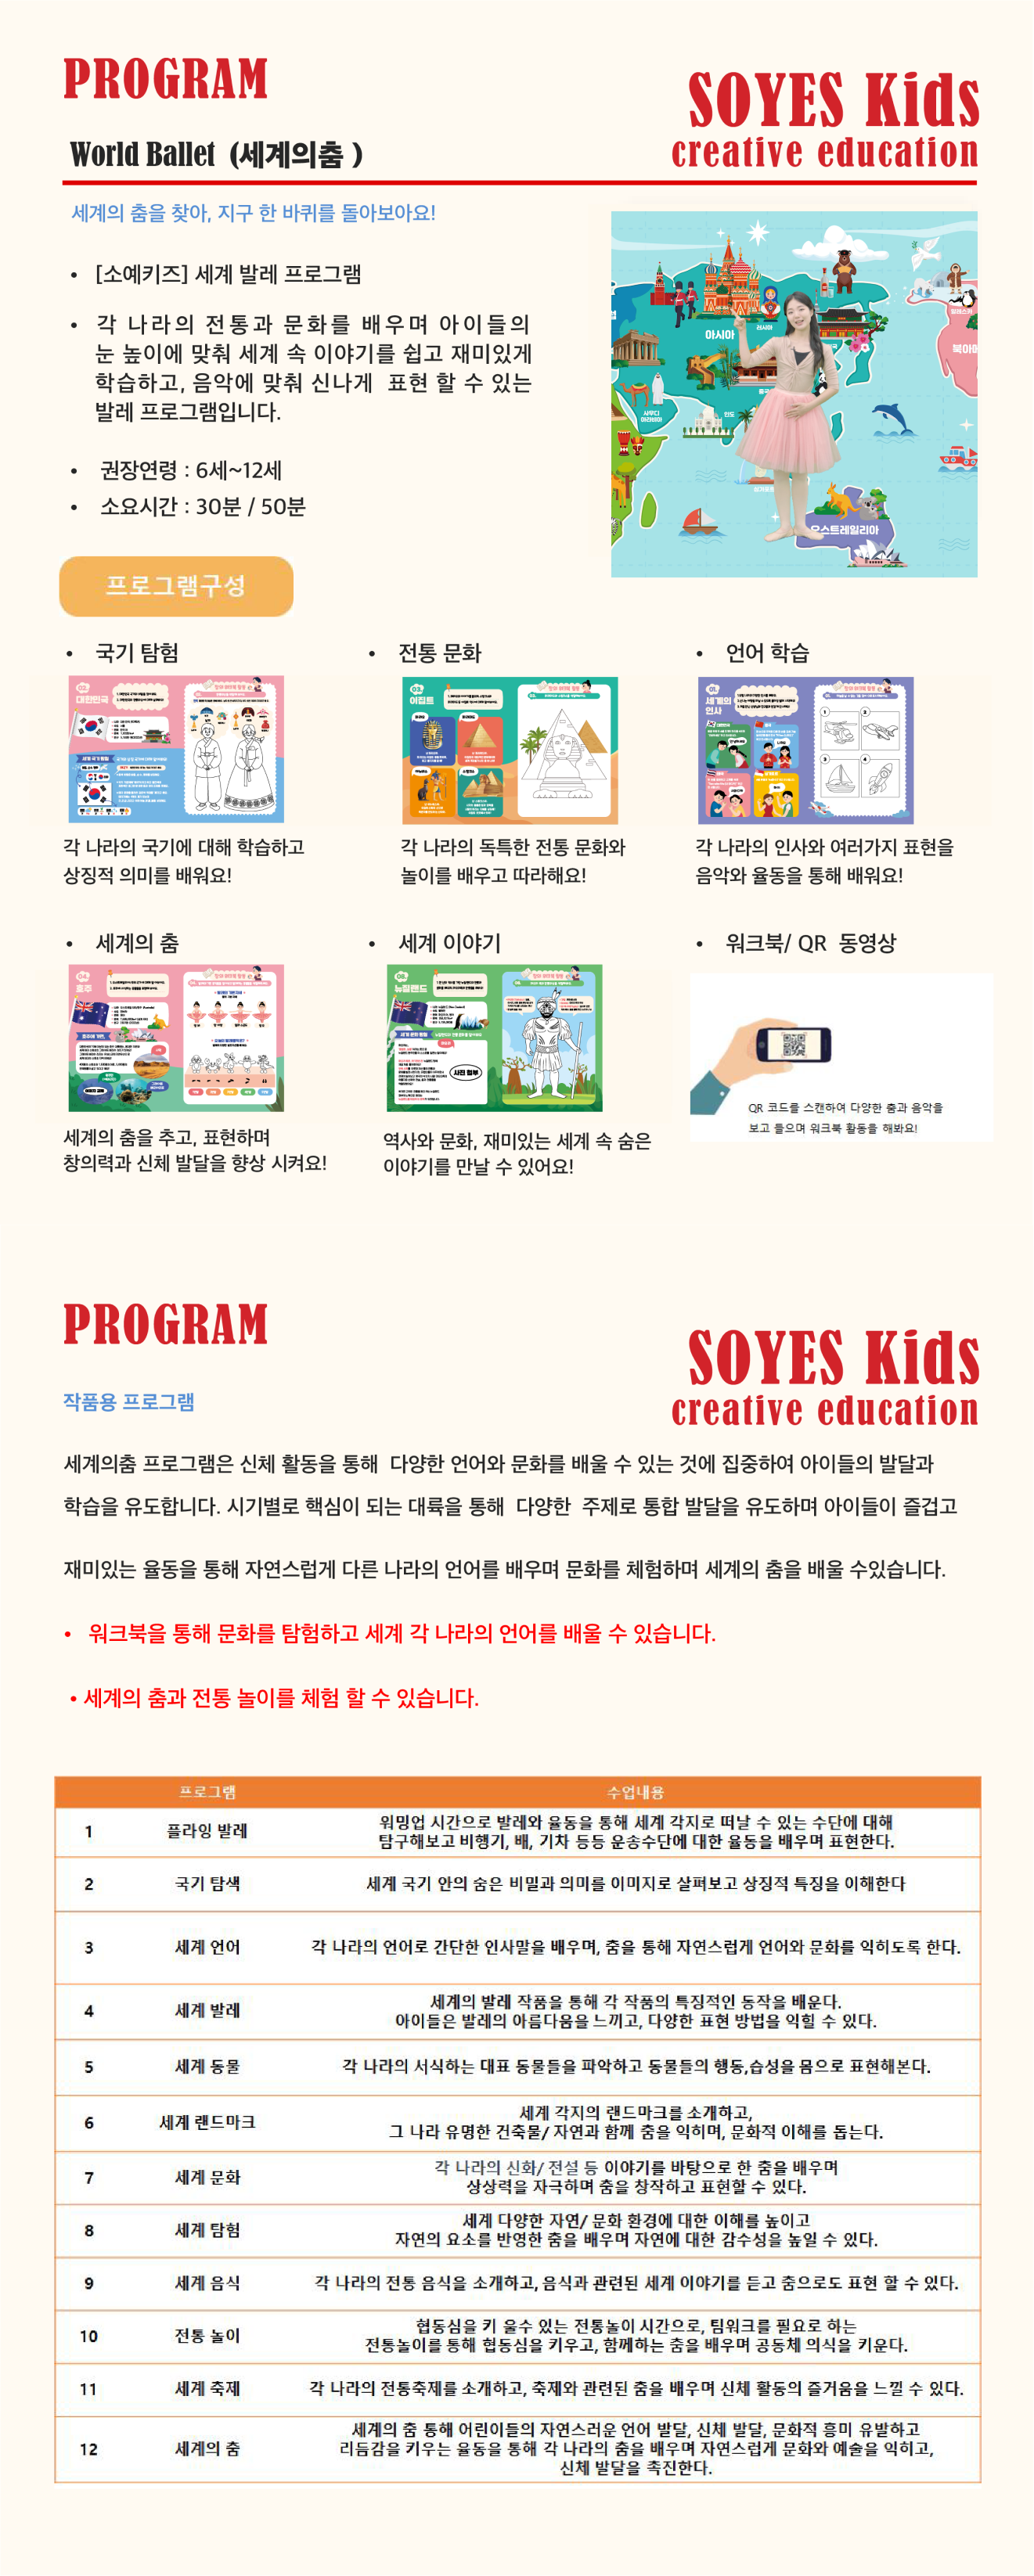 PROGRAM
SOYES Kids
creative education
World Ballet (세계의춤 )
세계의 춤을 찾아, 지구 한 바퀴를 돌아보아요!
• [소예키즈] 세계 발레 프로그램
• 각 나라의 전통과 문화를 배우며 아이들의
눈 높이에 맞춰 세계 속 이야기를 쉽고 재미있게
학습하고, 음악에 맞춰 신나게 표현 할 수 있는
발레 프로그램입니다.
• 권장연령 : 6세~12세
• 소요시간 : 30분 / 50분
아시아
러시아
알래스카
북아메
사우디
아라비아
인도
오스트레일리아
프로그램구성
• 국기 탐험
• 전통 문화
• 언어 학습
대한민국
이집트
세계의
인사
각 나라의 국기에 대해 학습하고
상징적 의미를 배워요!
각 나라의 독특한 전통 문화와
놀이를 배우고 따라해요!
각 나라의 인사와 여러가지 표현을
음악와 율동을 통해 배워요!
• 세계의 춤
• 세계 이야기
• 워크북/ QR 동영상
호주
뉴질랜드
사진 첨부
QR 코드를 스캔하여 다양한 춤과 음악을
보고 들으며 워크북 활동을 해봐요!
세계의 춤을 추고, 표현하며
창의력과 신체 발달을 향상 시켜요!
역사와 문화, 재미있는 세계 속 숨은
이야기를 만날 수 있어요!
PROGRAM
SOYES Kids
creative education
작품용 프로그램
세계의춤 프로그램은 신체 활동을 통해 다양한 언어와 문화를 배울 수 있는 것에 집중하여 아이들의 발달과
학습을 유도합니다. 시기별로 핵심이 되는 대륙을 통해 다양한 주제로 통합 발달을 유도하며 아이들이 즐겁고
재미있는 율동을 통해 자연스럽게 다른 나라의 언어를 배우며 문화를 체험하며 세계의 춤을 배울 수있습니다.
• 워크북을 통해 문화를 탐험하고 세계 각 나라의 언어를 배울 수 있습니다.
• 세계의 춤과 전통 놀이를 체험 할 수 있습니다.
프로그램 수업내용
1 플라잉 발레 워밍업 시간으로 발레와 율동을 통해 세계 각지로 떠날 수 있는 수단에 대해
탐구해보고 비행기, 배, 기차 등등 운송수단에 대한 율동을 배우며 표현한다.
2 국기 탐색 세계 국기 안의 숨은 비밀과 의미를 이미지로 살펴보고 상징적 특징을 이해한다
3 세계 언어 각 나라의 언어로 간단한 인사말을 배우며, 춤을 통해 자연스럽게 언어와 문화를 익히도록 한다.
4 세계 발레 세계의 발레 작품을 통해 각 작품의 특징적인 동작을 배운다.
아이들은 발레의 아름다움을 느끼고, 다양한 표현 방법을 익힐 수 있다.
5 세계 동물 각 나라의 서식하는 대표 동물들을 파악하고 동물들의 행동,습성을 몸으로 표현해본다.
6 세계 랜드마크 세계 각지의 랜드마크를 소개하고,
그 나라 유명한 건축물/ 자연과 함께 춤을 익히며, 문화적 이해를 돕는다.
7 세계 문화 각 나라의 신화/ 전설 등 이야기를 바탕으로 한 춤을 배우며
상상력을 자극하며 춤을 창작하고 표현할 수 있다.
8 세계 탐험 세계 다양한 자연/ 문화 환경에 대한 이해를 높이고
자연의 요소를 반영한 춤을 배우며 자연에 대한 감수성을 높일 수 있다.
9 세계 음식 각 나라의 전통 음식을 소개하고, 음식과 관련된 세계 이야기를 듣고 춤으로도 표현 할 수 있다.
10 전통 놀이 협동심을 키 울수 있는 전통놀이 시간으로, 팀워크를 필요로 하는
전통놀이를 통해 협동심을 키우고, 함께하는 춤을 배우며 공동체 의식을 키운다.
11 세계 축제 각 나라의 전통축제를 소개하고, 축제와 관련된 춤을 배우며 신체 활동의 즐거움을 느낄 수 있다.
12 세계의 춤 세계의 춤 통해 어린이들의 자연스러운 언어 발달, 신체 발달, 문화적 흥미 유발하고
리듬감을 키우는 율동을 통해 각 나라의 춤을 배우며 자연스럽게 문화와 예술을 익히고,
신체 발달을 촉진한다.